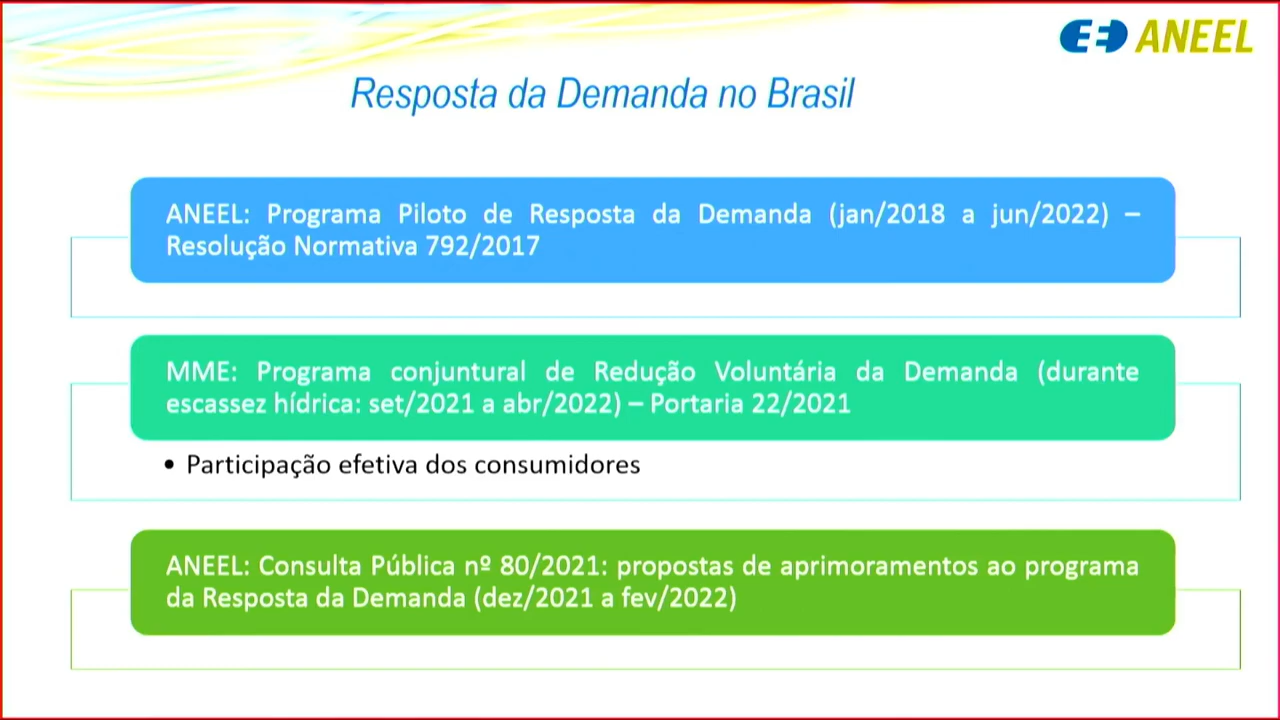 ANEEL
Resposta da Demanda no Brasil
ANEEL: Programa Piloto de Resposta da Demanda (jan/2018 a jun/2022) –
Resolução Normativa 792/2017
MME: Programa conjuntural de Redução Voluntária da Demanda (durante
escassez hídrica: set/2021 a abr/2022) – Portaria 22/2021
• Participação efetiva dos consumidores
ANEEL: Consulta Pública nº 80/2021: propostas de aprimoramentos ao programa
da Resposta da Demanda (dez/2021 a fev/2022)